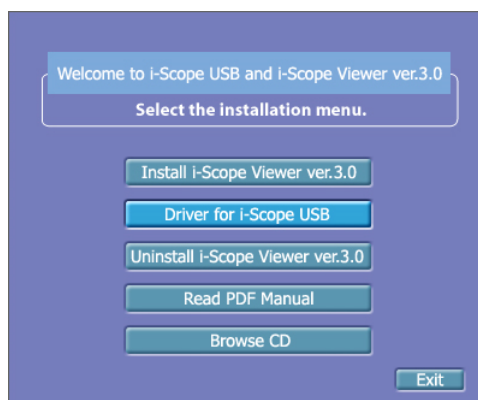 Welcome to i-Scope USB and i-Scope Viewer ver.3.0
Select the installation menu.
Install i-Scope Viewer ver.3.0
Driver for i-Scope USB
Uninstall i-Scope Viewer ver.3.0
Read PDF Manual
Browse CD
Exit